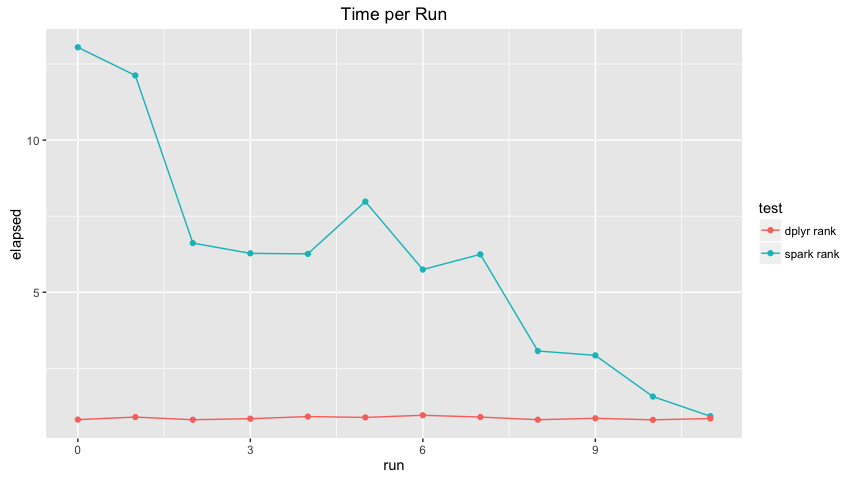 Time per Run
elapsed
10
5
0 3 6 9
run
test
dplyr rank
spark rank